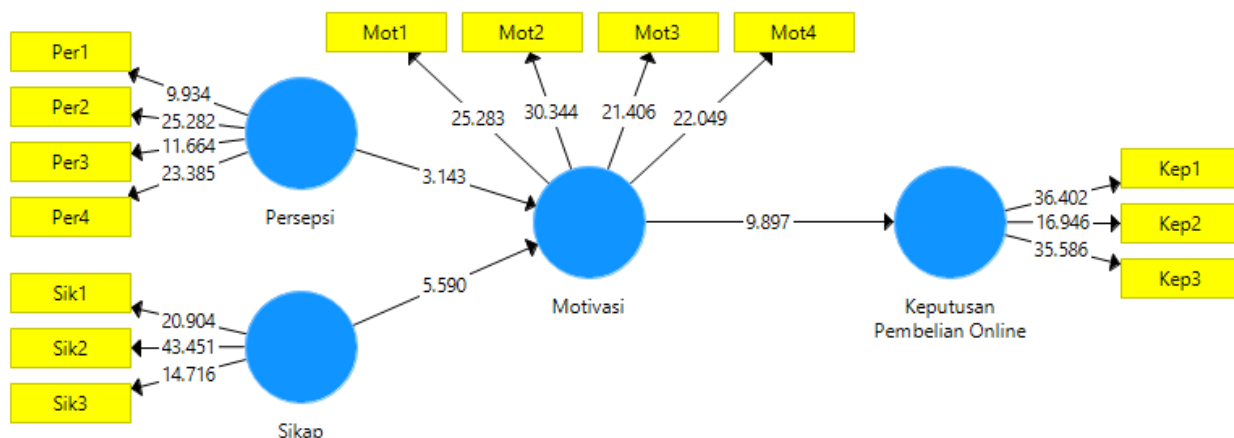 Mot1
Mot2
Mot3
Mot4
Per1
Per2
Per3
Per4
9.934
25.282
11.664
23.385
25.283
30.344
21.406
22.049
Persepsi
3.143
Sik1
Sik2
Sik3
20.904
43.451
14.716
Sikap
5.590
Motivasi
9.897
Keputusan
Pembelian Online
36.402
16.946
35.586
Kep1
Kep2
Kep3